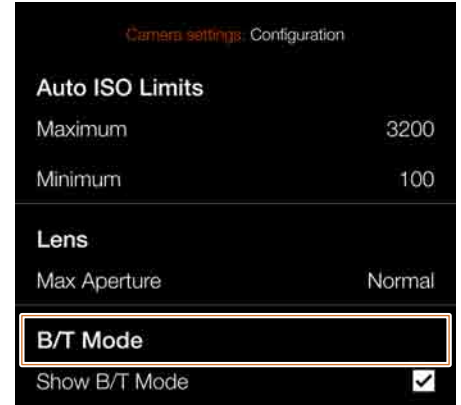 Camera settings: Configuration
Auto ISO Limits
Maximum 3200
Minimum 100
Lens
Max Aperture Normal
B/T Mode
Show B/T Mode